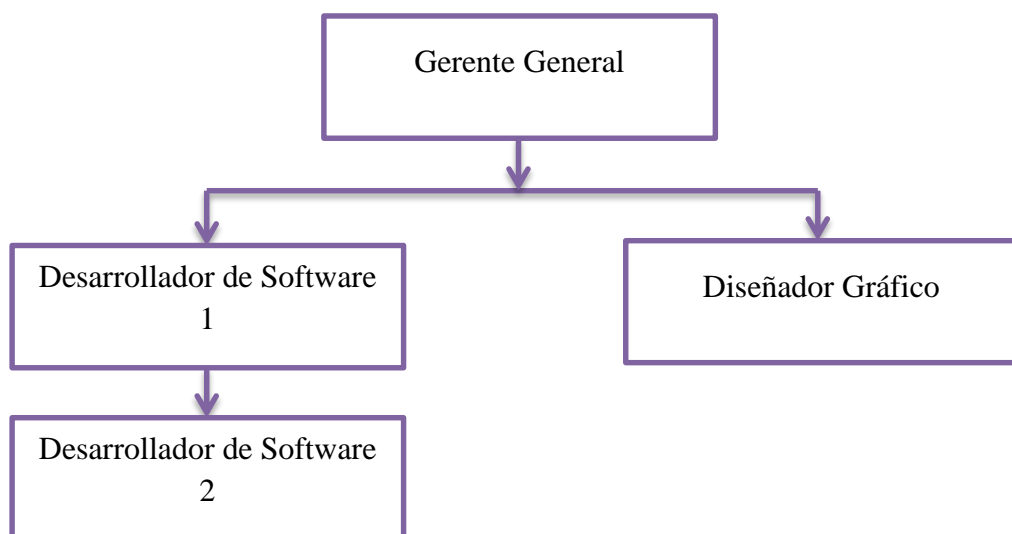 Gerente General
Desarrollador de Software
1
Diseñador Gráfico
Desarrollador de Software
2